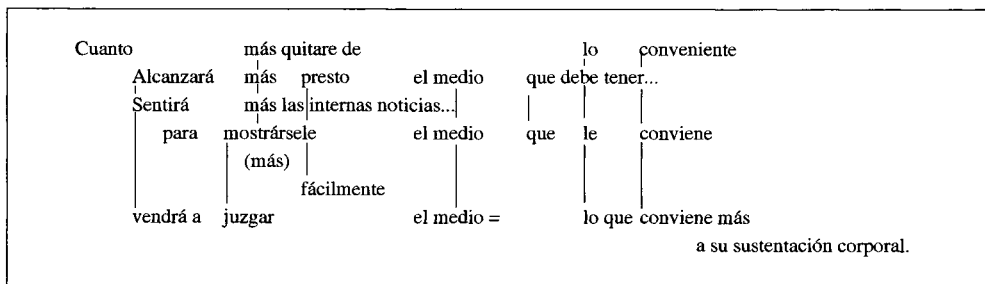 Cuanto más quitare de lo conveniente
Alcanzará más presto el medio que debe tener...
Sentirá más las internas noticias...
para mostrársele el medio que le conviene
(más)
fácilmente
vendrá a juzgar el medio = lo que conviene más
a su sustentación corporal.